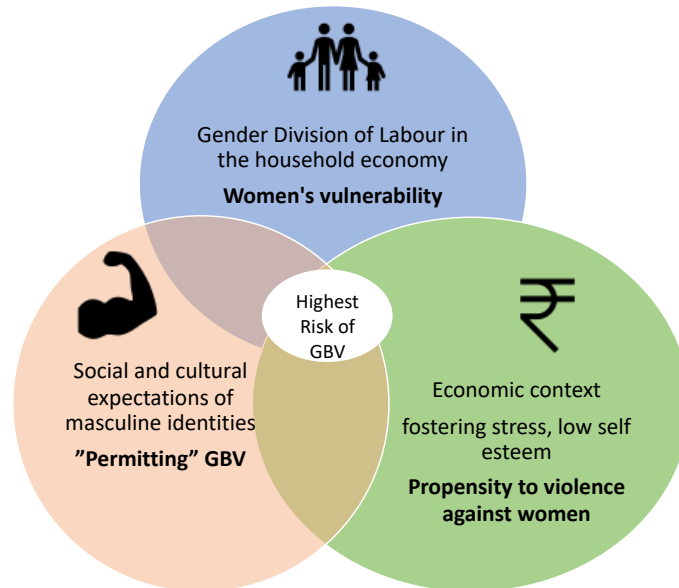 Gender Division of Labour in
the household economy
Women's vulnerability
Highest
Risk of
GBV
Social and cultural
expectations of
masculine identities
”Permitting” GBV
₹
Economic context
fostering stress, low self
esteem
Propensity to violence
against women